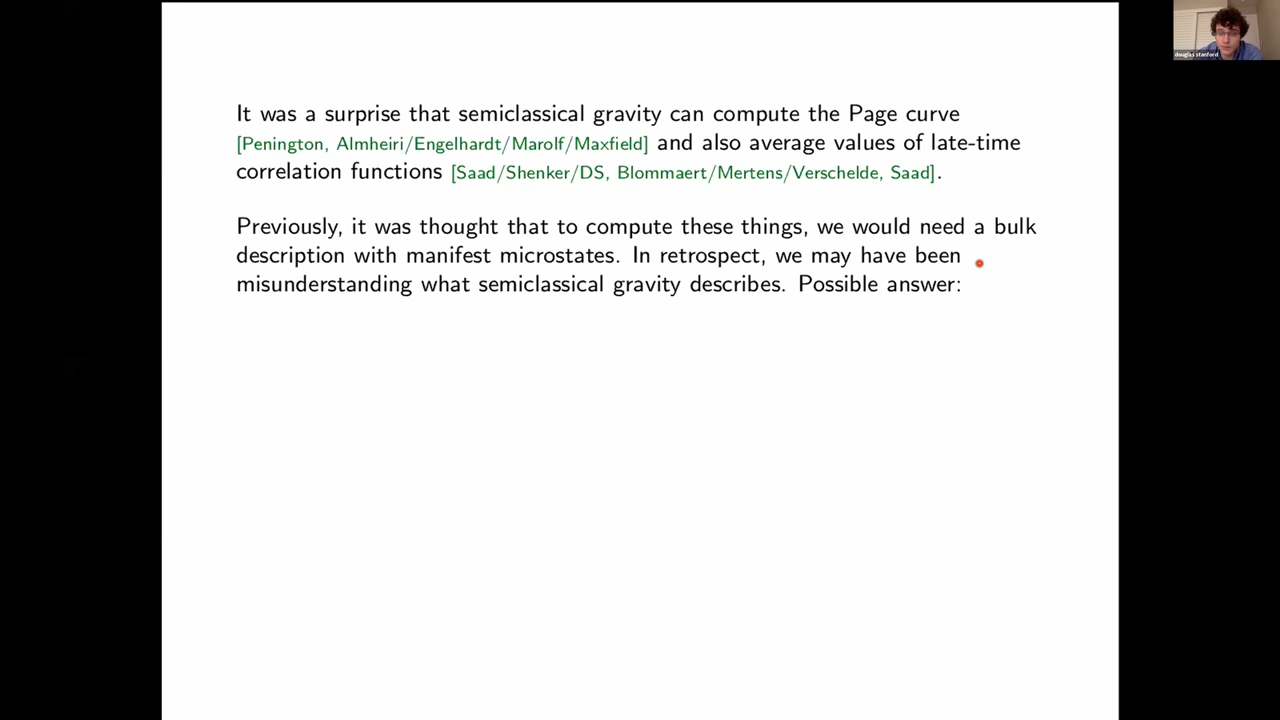 douglas stanford
It was a surprise that semiclassical gravity can compute the Page curve
[Penington, Almheiri/Engelhardt/Marolf/Maxfield] and also average values of late-time
correlation functions [Saad/Shenker/DS, Blommaert/Mertens/Verschelde, Saad].
Previously, it was thought that to compute these things, we would need a bulk
description with manifest microstates. In retrospect, we may have been
misunderstanding what semiclassical gravity describes. Possible answer: